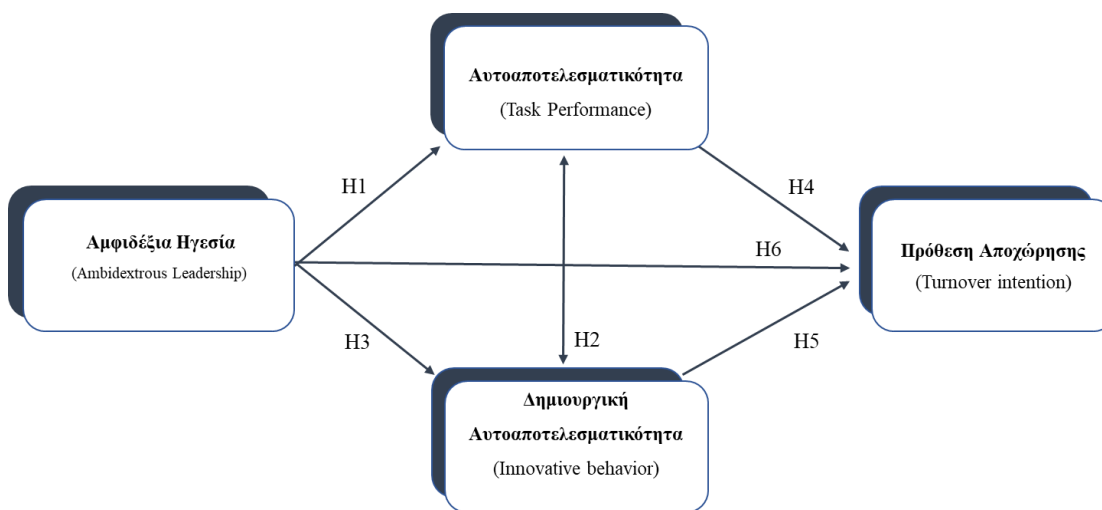 Αυτοαποτελεσματικότητα
(Task Performance)
H1
H4
Αμφιδέξια Ηγεσία
(Ambidextrous Leadership)
H6
Πρόθεση Αποχώρησης
(Turnover intention)
H3
H2
H5
Δημιουργική
Αυτοαποτελεσματικότητα
(Innovative behavior)